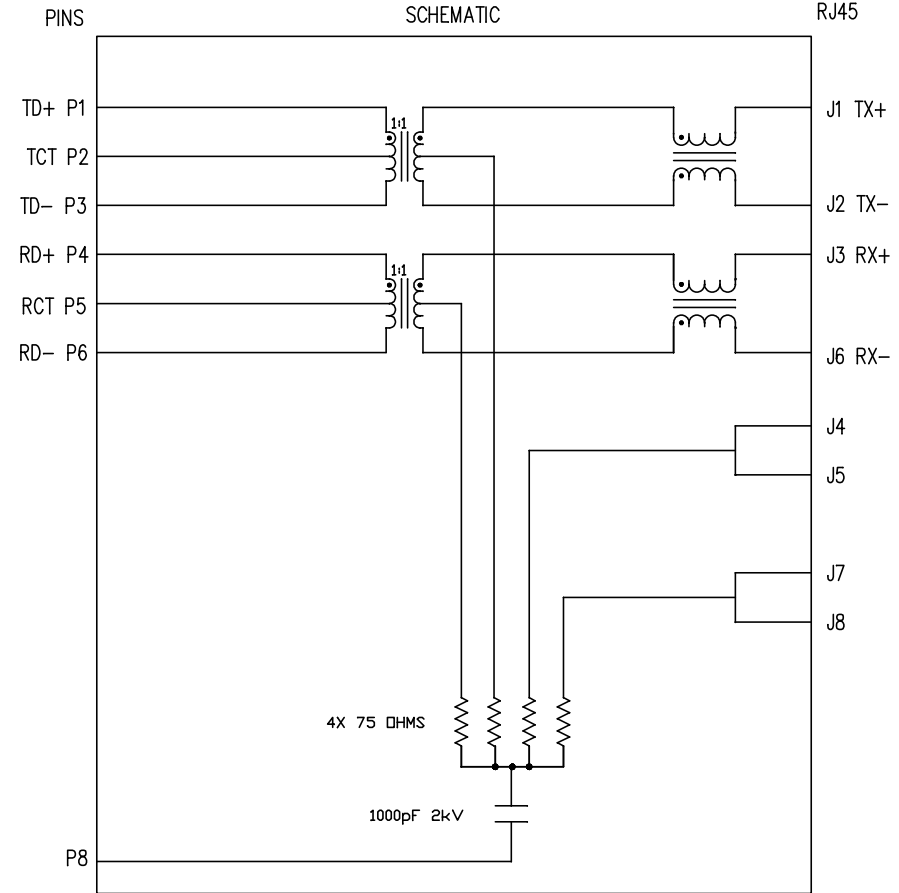 PINS SCHEMATIC RJ45
TD+ P1 J1 TX+
1:1
TCT P2
TD- P3 J2 TX-
RD+ P4 J3 RX+
1:1
RCT P5
RD- P6 J6 RX-
J4
J5
J7
J8
4X 75 OHMS
1000pF 2kV
P8